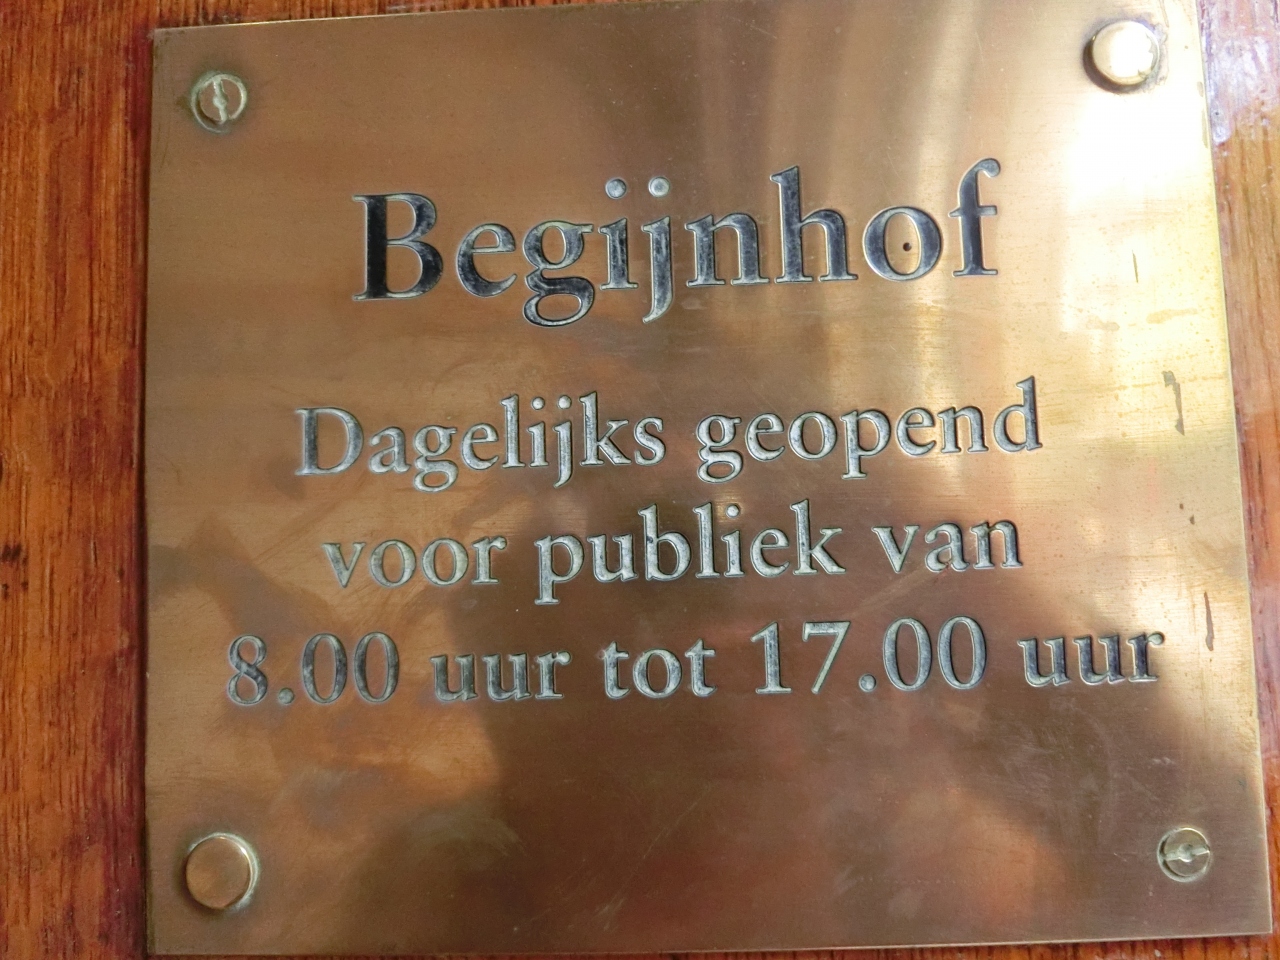 Begijnhof
Dagelijks geopend
voor publiek van
8.00 uur tot 17.00 uur